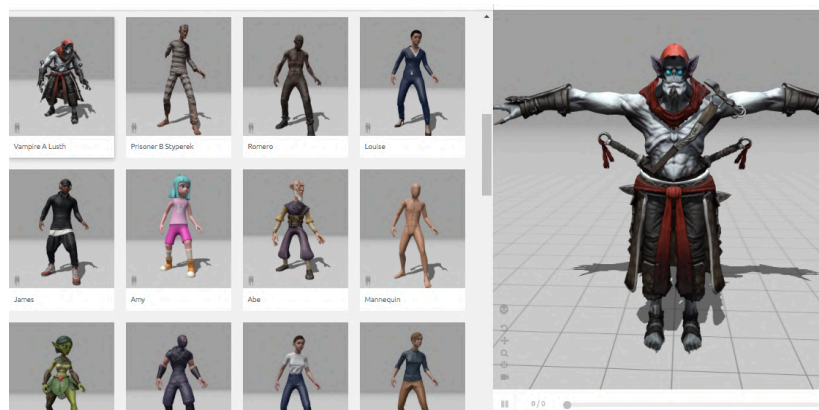 Vampire A Lusth
Prisoner B Styperek
Romero
Louise
James
Amy
Abe
Mannequin
0 / 0